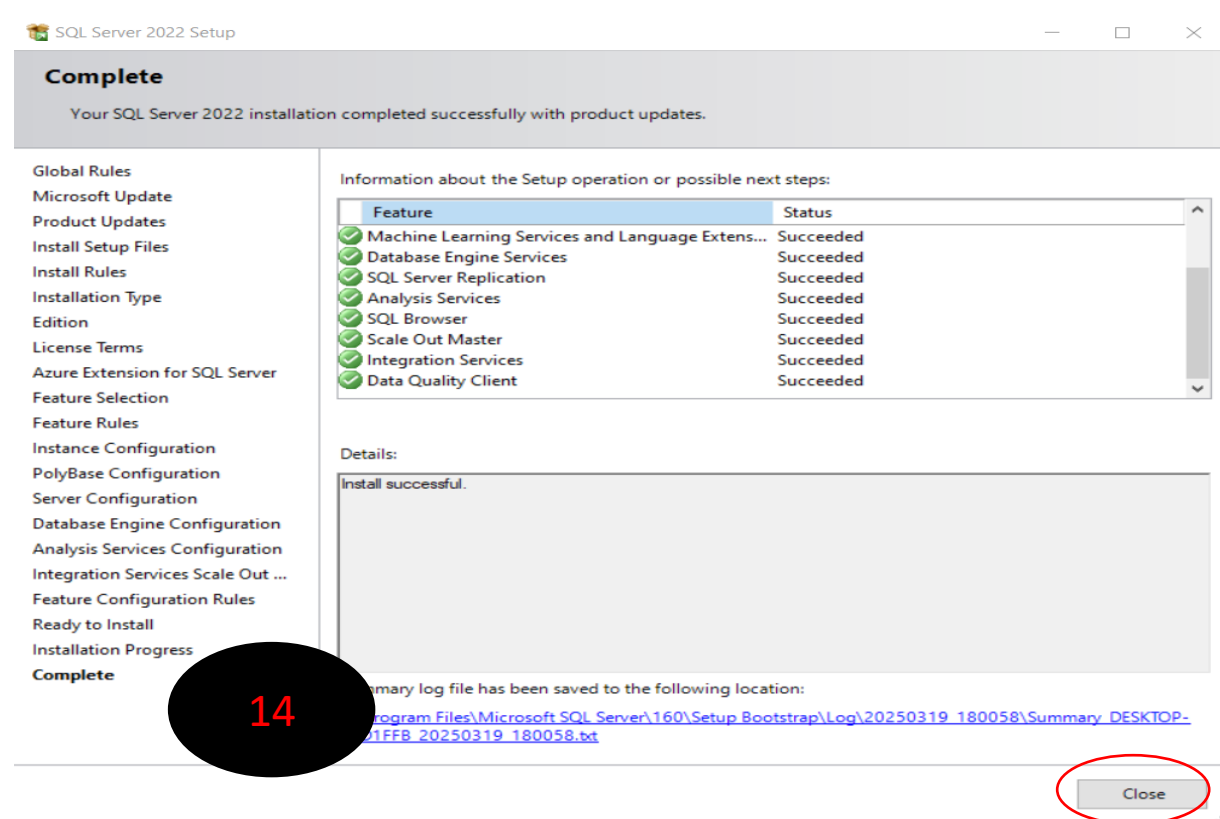 SQL Server 2022 Setup
Complete
Your SQL Server 2022 installation completed successfully with product updates.
Global Rules
Microsoft Update
Product Updates
Install Setup Files
Install Rules
Installation Type
Edition
License Terms
Azure Extension for SQL Server
Feature Selection
Feature Rules
Instance Configuration
PolyBase Configuration
Server Configuration
Database Engine Configuration
Analysis Services Configuration
Integration Services Scale Out ...
Feature Configuration Rules
Ready to Install
Installation Progress
Complete
14
Information about the Setup operation or possible next steps:
Feature Status
Machine Learning Services and Language Extens... Succeeded
Database Engine Services Succeeded
SQL Server Replication Succeeded
Analysis Services Succeeded
SQL Browser Succeeded
Scale Out Master Succeeded
Integration Services Succeeded
Data Quality Client Succeeded
Details:
Install successful.
log file has been saved to the following location:
Files\Microsoft SQL Server\160\Setup Bootstrap\Log\20250319_180058\Summary_DESKTOP-
1FFB_20250319_180058.txt
Close